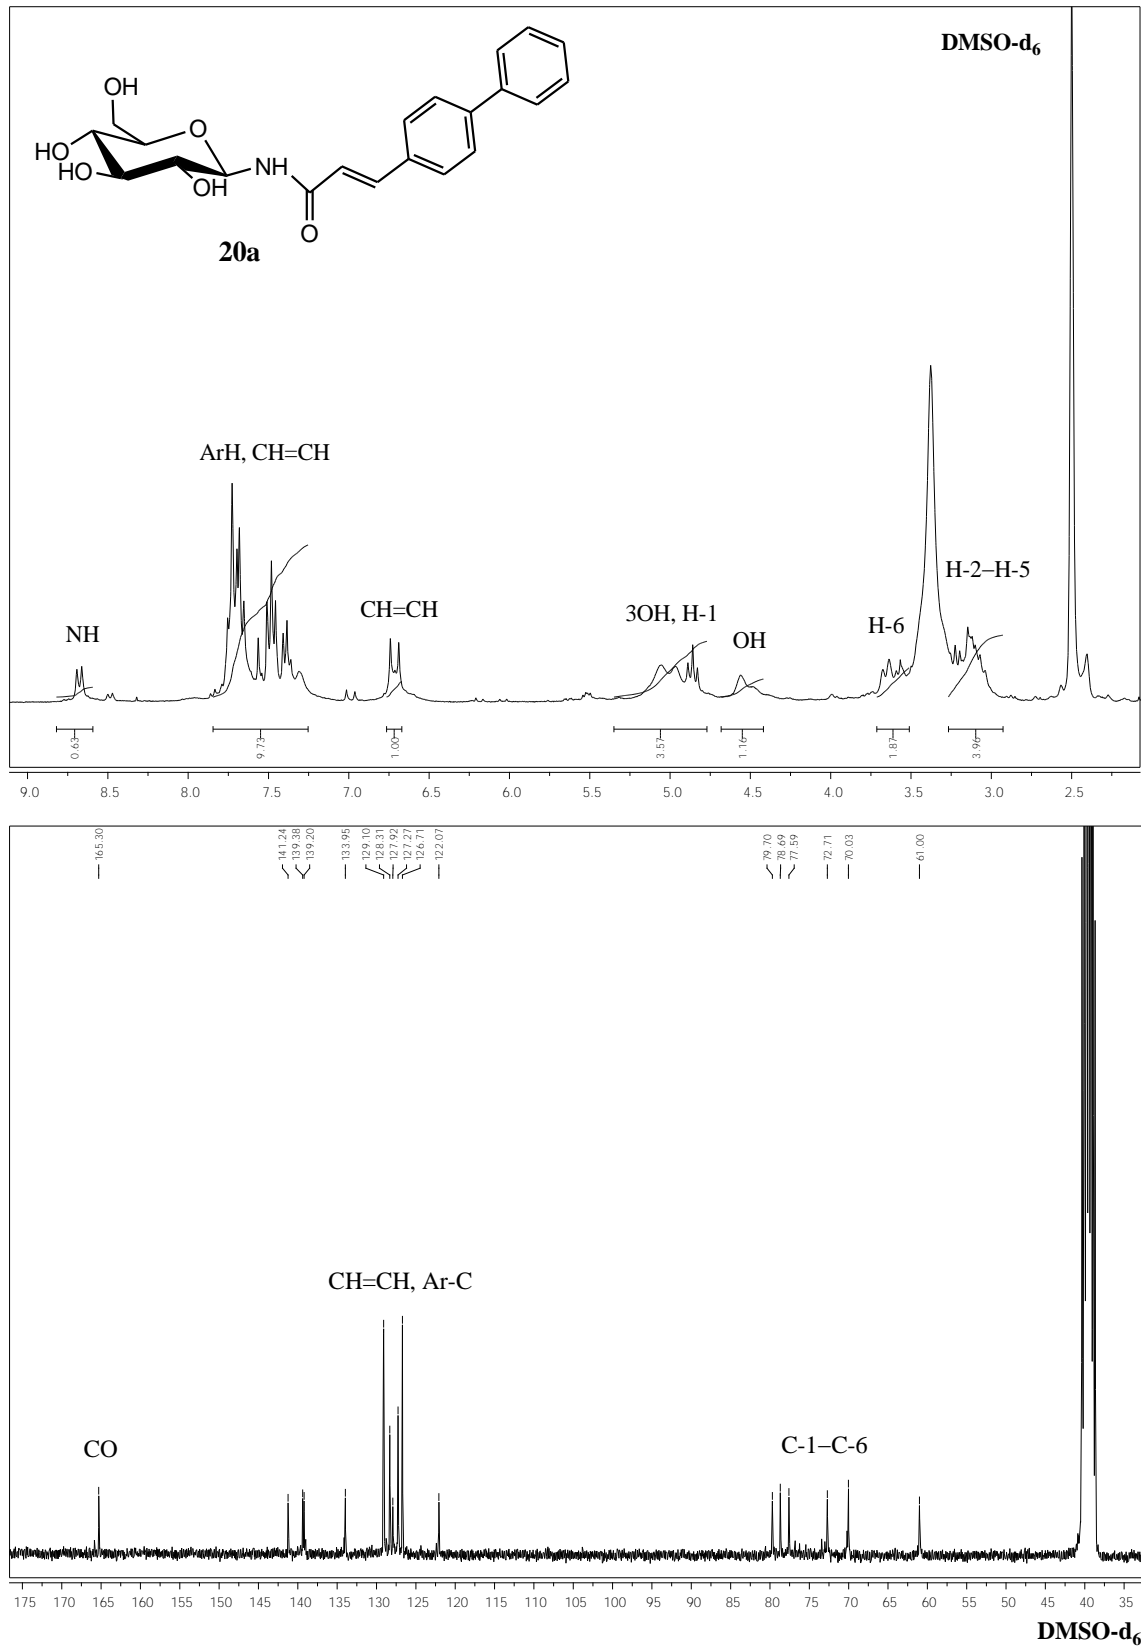 DMSO-d6
OH
O
HO
HO
OH
NH
O
20a
ArH, CH=CH
NH
CH=CH
3OH, H-1
OH
H-6
H-2–H-5
0.63
9.73
1.00
3.57
1.16
1.87
3.96
9.0 8.5 8.0 7.5 7.0 6.5 6.0 5.5 5.0 4.5 4.0 3.5 3.0 2.5
165.30
141.24
139.38
139.20
133.95
129.10
128.31
127.92
127.27
126.71
122.07
79.70
78.69
77.59
72.71
70.03
61.00
CH=CH, Ar-C
CO
C-1–C-6
175 170 165 160 155 150 145 140 135 130 125 120 115 110 105 100 95 90 85 80 75 70 65 60 55 50 45 40 35
DMSO-d6